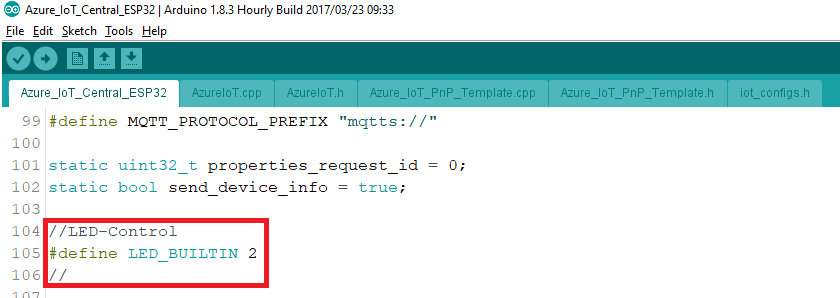 Azure_IoT_Central_ESP32 | Arduino 1.8.3 Hourly Build 2017/03/23 09:33
File Edit Sketch Tools Help
Azure_IoT_Central_ESP32 AzureIoT.cpp AzureIoT.h Azure_IoT_PnP_Template.cpp Azure_IoT_PnP_Template.h iot_configs.h
99 #define MQTT_PROTOCOL_PREFIX "mqtts://"
100
101 static uint32_t properties_request_id = 0;
102 static bool send_device_info = true;
103
104 //LED-Control
105 #define LED_BUILTIN 2
106 //
107